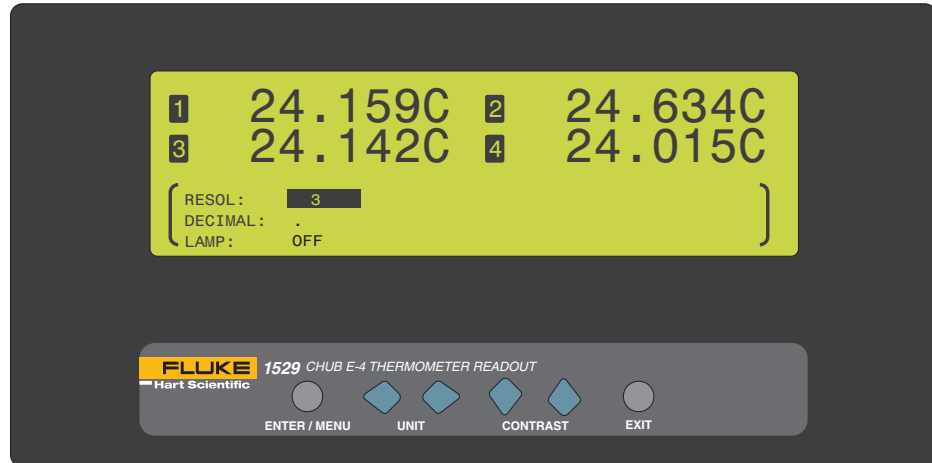 1 24.159C 2 24.634C
3 24.142C 4 24.015C
RESOL: 3
DECIMAL: .
LAMP: OFF
FLUKE
Hart Scientific
1529 CHUB E-4 THERMOMETER READOUT
ENTER / MENU UNIT CONTRAST EXIT